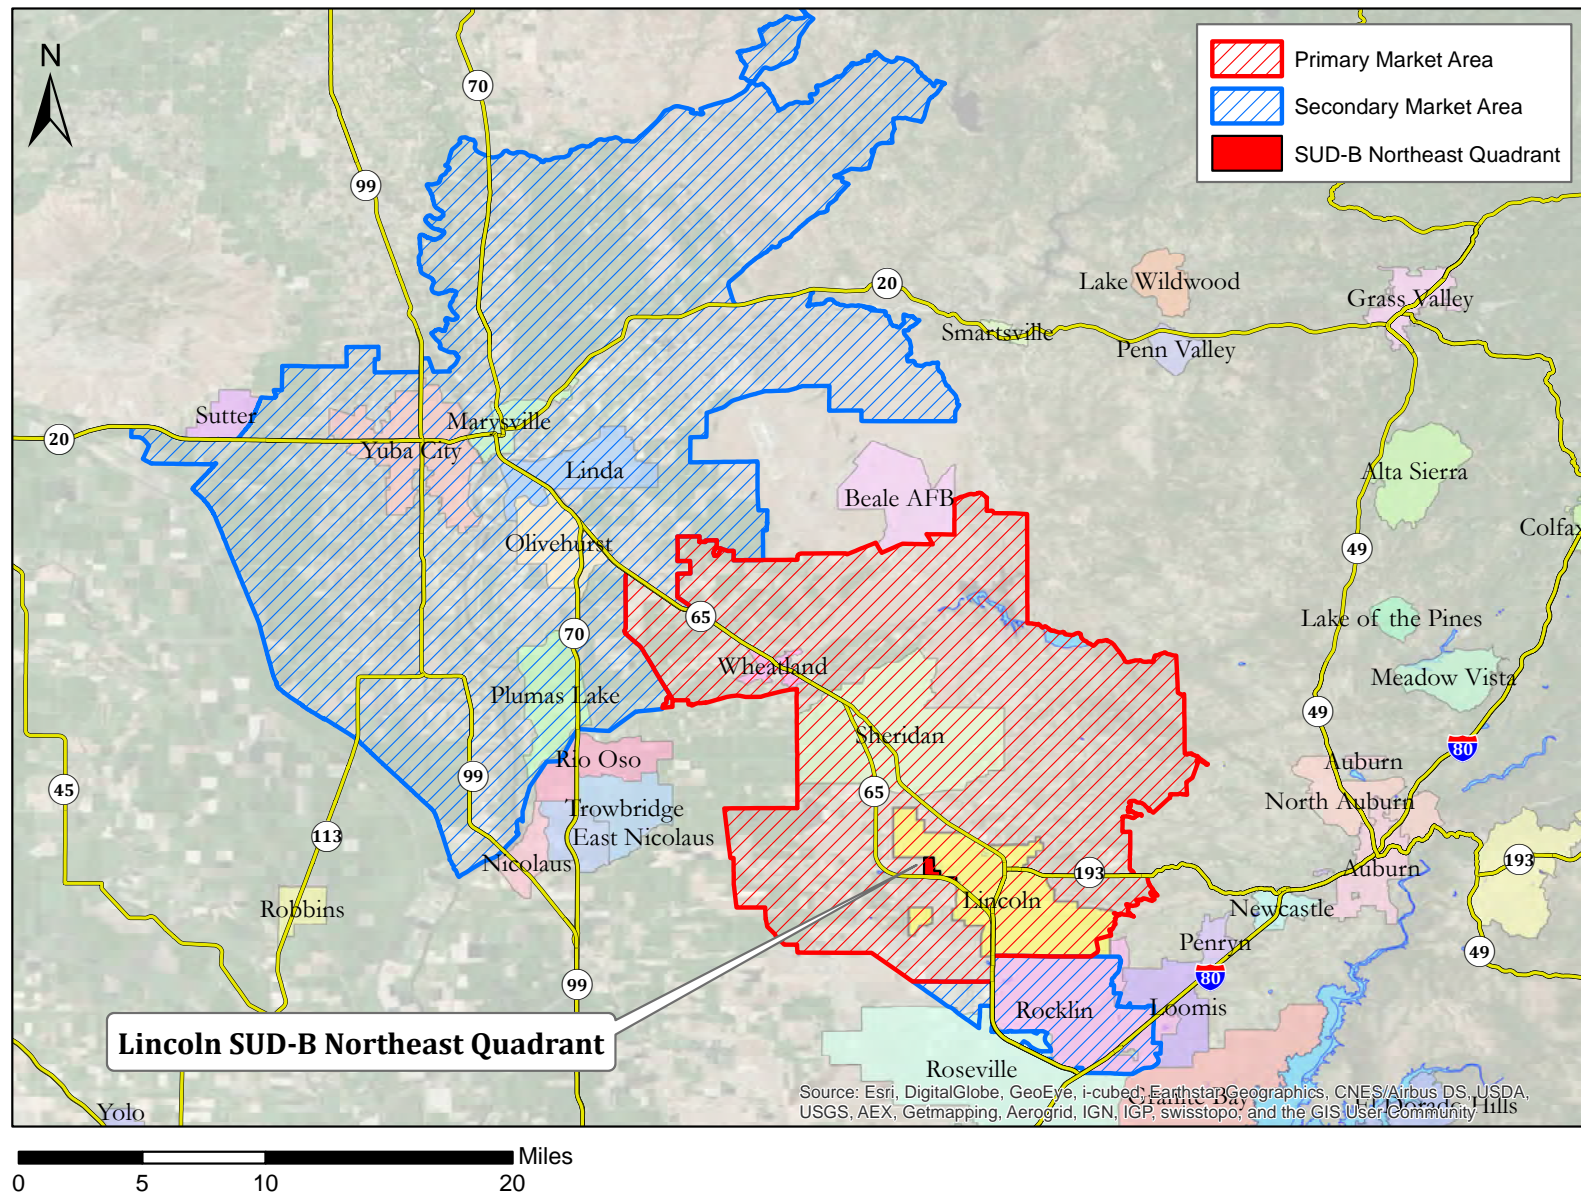 N
Primary Market Area
Secondary Market Area
SUD-B Northeast Quadrant
70
99
20
Lake Wildwood
Grass Valley
Smartsville
Penn Valley
Sutter
Marysville
20
Yuba City
Linda
Alta Sierra
Beale AFB
Colfax
Olivehurst
49
65
Lake of the Pines
70
Wheatland
Meadow Vista
Plumas Lake
49
Sheridan
80
Rio Oso
Auburn
99
45
65
North Auburn
Trowbridge
113
East Nicolaus
Nicolaus
193
193
Auburn
Lincoln
Robbins
Newcastle
Penryn
49
80
99
Rocklin
Loomis
Lincoln SUD-B Northeast Quadrant
Roseville
Granite Bay
El Dorado Hills
Yolo
Source: Esri, DigitalGlobe, GeoEye, i-cubed, Earthstar Geographics, CNES/Airbus DS, USDA,
USGS, AEX, Getmapping, Aerogrid, IGN, IGP, swisstopo, and the GIS User Community
Miles
0 5 10 20